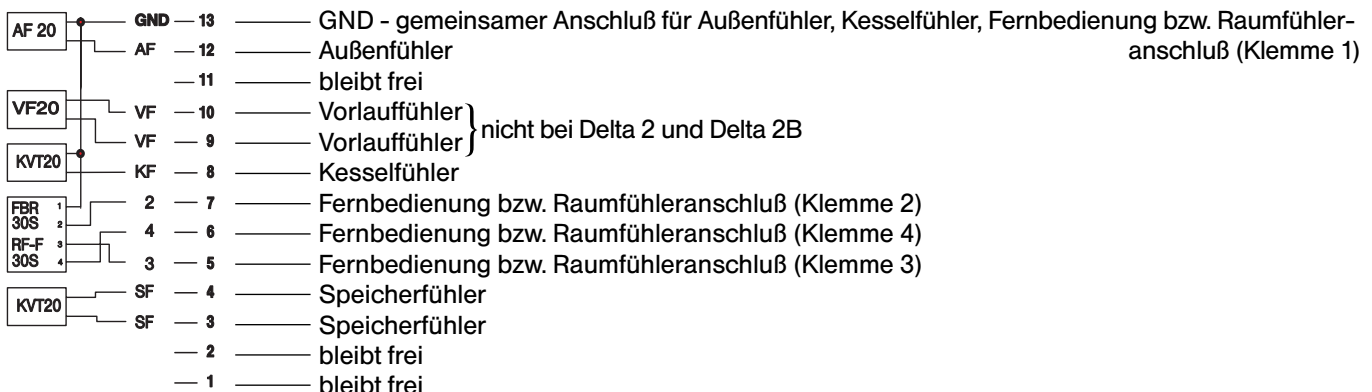 AF 20 GND 13 GND - gemeinsamer Anschluß für Außenfühler, Kesselfühler, Fernbedienung bzw. Raumfühler-
anschluß (Klemme 1)
AF 12 Außenfühler
11 bleibt frei
VF20 VF 10 Vorlauffühler
nicht bei Delta 2 und Delta 2B
VF 9 Vorlauffühler
KVT20 KF 8 Kesselfühler
FBR 1
30S 2
RF-F 3
30S 4
2 7 Fernbedienung bzw. Raumfühleranschluß (Klemme 2)
4 6 Fernbedienung bzw. Raumfühleranschluß (Klemme 4)
3 5 Fernbedienung bzw. Raumfühleranschluß (Klemme 3)
KVT20 SF 4 Speicherfühler
SF 3 Speicherfühler
2 bleibt frei
1 bleibt frei